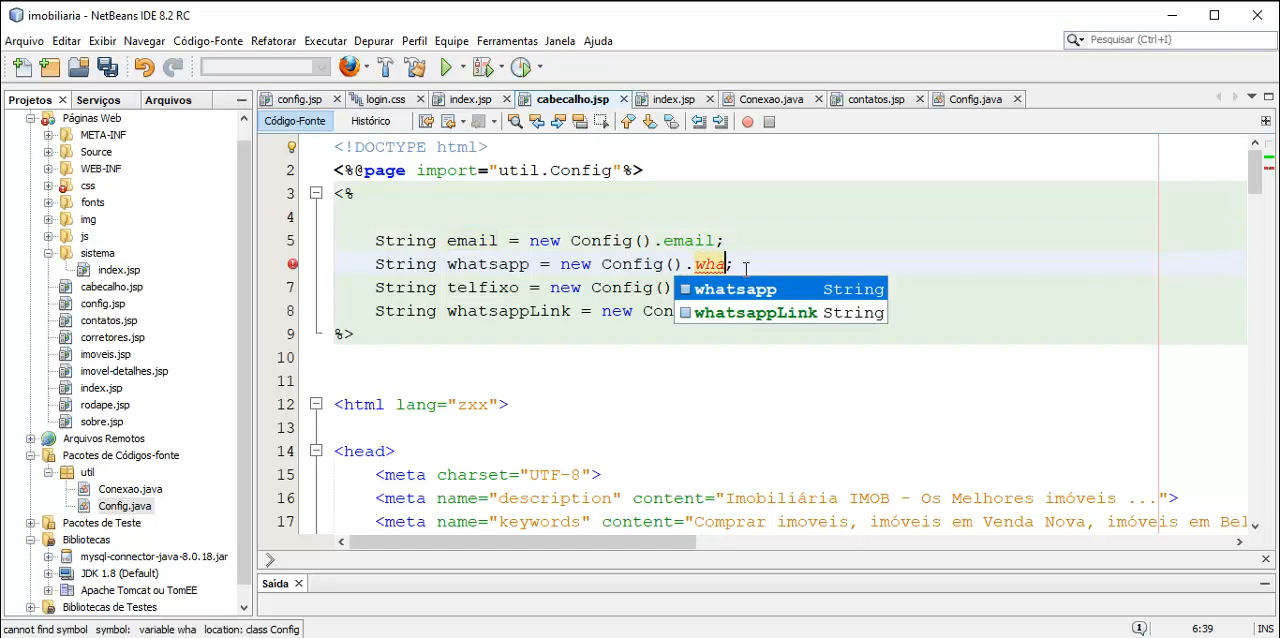 imobiliaria - NetBeans IDE 8.2 RC
Arquivo Editar Exibir Navegar Código-Fonte Refatorar Executar Depurar Perfil Equipe Ferramentas Janela Ajuda
Pesquisar (Ctrl+I)
Projetos Serviços Arquivos
config.jsp login.css index.jsp cabecalho.jsp index.jsp Conexao.java contatos.jsp Config.java
Código-Fonte Histórico
Páginas Web
META-INF
Source
WEB-INF
css
fonts
img
js
sistema
index.jsp
cabecalho.jsp
config.jsp
contatos.jsp
corretores.jsp
imoveis.jsp
imovel-detalhes.jsp
index.jsp
rodape.jsp
sobre.jsp
Arquivos Remotos
Pacotes de Códigos-fonte
util
Conexao.java
Config.java
Pacotes de Teste
Bibliotecas
mysql-connector-java-8.0.18.jar
JDK 1.8 (Default)
Apache Tomcat ou TomEE
Bibliotecas de Testes
<!DOCTYPE html>
2 <%@page import="util.Config"%>
3 <%
4
5 String email = new Config().email;
String whatsapp = new Config().wha;
7 String telfixo = new Config()
8 String whatsappLink = new Con
9 %>
10
11
12 <html lang="zxx">
13
14 <head>
15 <meta charset="UTF-8">
16 <meta name="description" content="Imobiliária IMOB - Os Melhores imóveis ...">
17 <meta name="keywords" content="Comprar imoveis, imóveis em Venda Nova, imóveis em Bel
whatsapp String
whatsappLink String
Saída
cannot find symbol symbol: variable wha location: class Config
1
6:39 INS